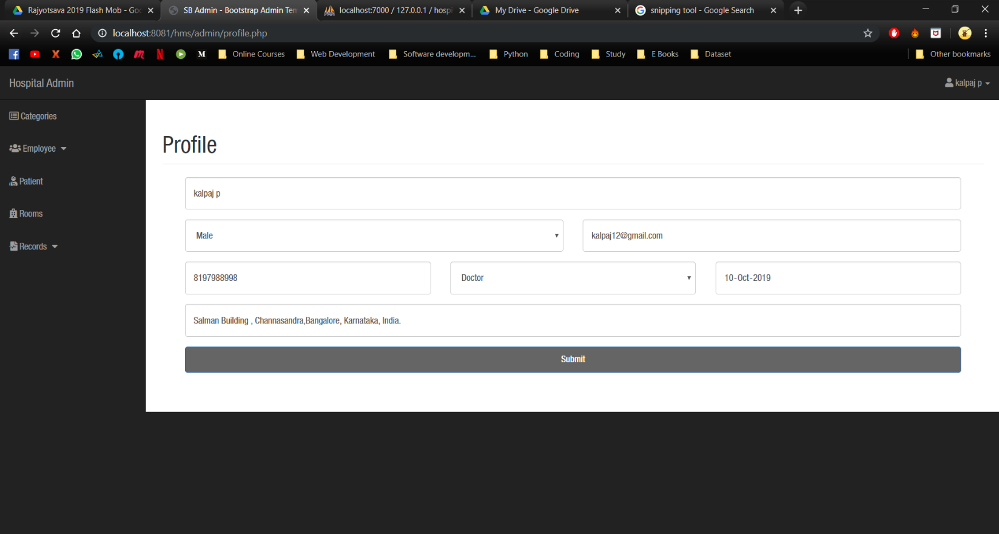 Rajyotsava 2019 Flash Mob - Goo
SB Admin - Bootstrap Admin Tem
localhost:7000 / 127.0.0.1 / hospi
My Drive - Google Drive
snipping tool - Google Search
localhost:8081/hms/admin/profile.php
Online Courses
Web Development
Software developm...
Python
Coding
Study
E Books
Dataset
Other bookmarks
Hospital Admin
kalpaj p
Categories
Employee
Patient
Rooms
Records
Profile
kalpaj p
Male
kalpaj12@gmail.com
8197988998
Doctor
10-Oct-2019
Salman Building , Channasandra,Bangalore, Karnataka, India.
Submit